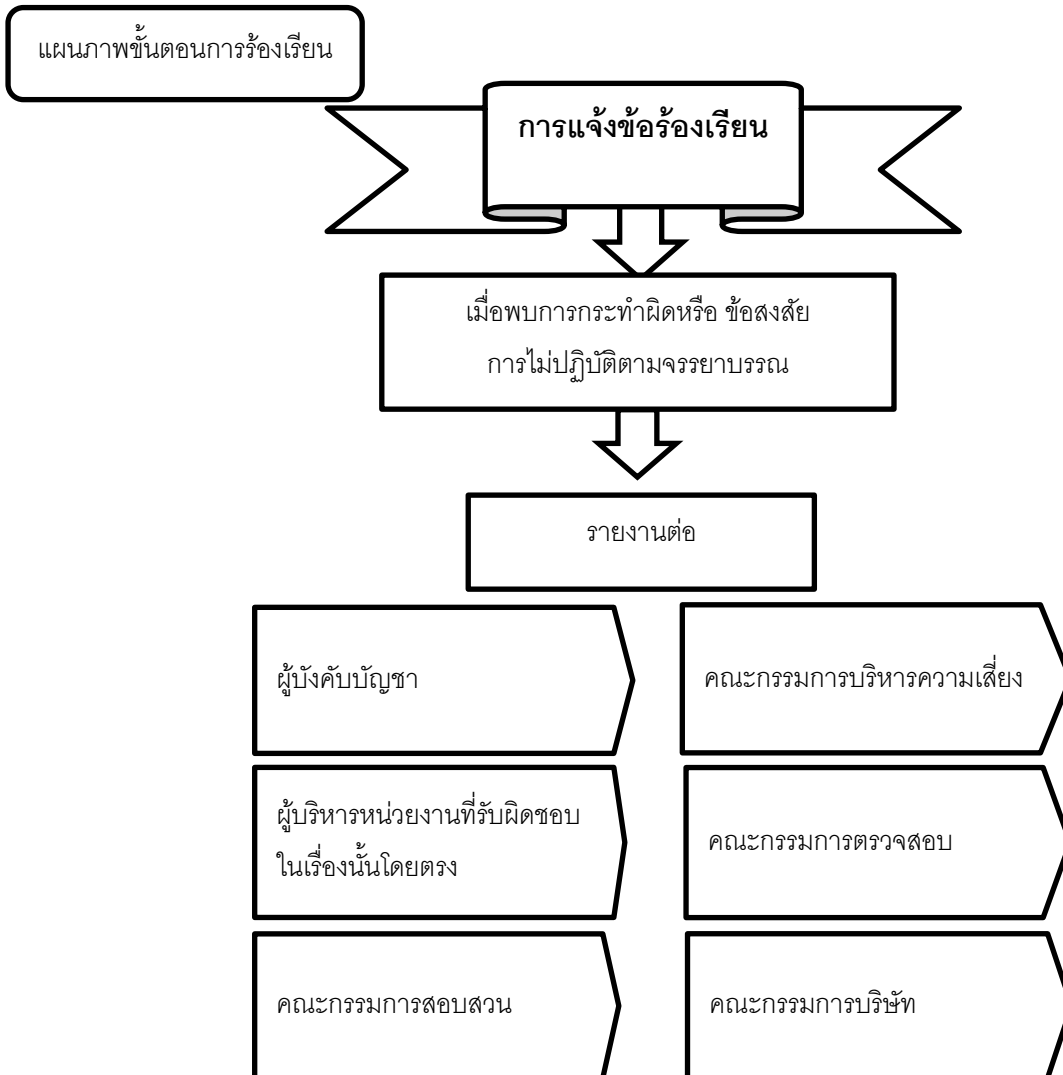 แผนภาพขั้นตอนการร้องเรียน
การแจ้งข้อร้องเรียน
เมื่อพบการกระทำผิดหรือ ข้อสงสัย
การไม่ปฏิบัติตามจรรยาบรรณ
รายงานต่อ
ผู้บังคับบัญชา
คณะกรรมการบริหารความเสี่ยง
ผู้บริหารหน่วยงานที่รับผิดชอบ
ในเรื่องนั้นโดยตรง
คณะกรรมการตรวจสอบ
คณะกรรมการสอบสวน
คณะกรรมการบริษัท